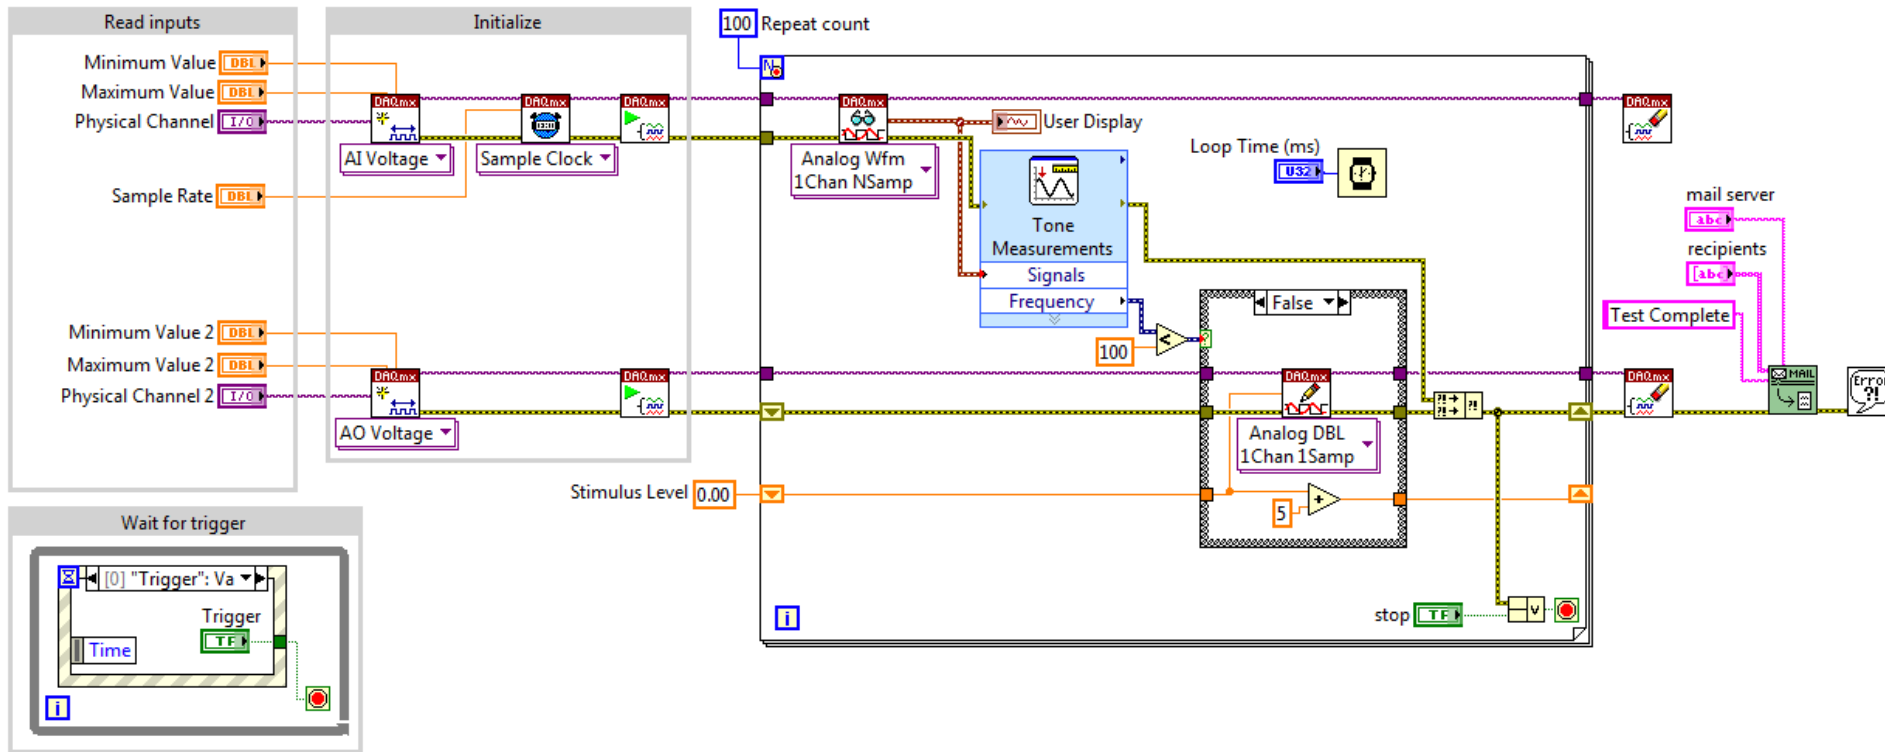 Read inputs
Minimum Value
DBL
Maximum Value
DBL
Physical Channel
I/O
Sample Rate
DBL
Minimum Value 2
DBL
Maximum Value 2
DBL
Physical Channel 2
I/O
Initialize
DAQmx
DAQmx
DAQmx
AI Voltage
Sample Clock
DAQmx
DAQmx
AO Voltage
Wait for trigger
[0] "Trigger": Va
Trigger
TF
Time
i
100 Repeat count
N
DAQmx
Analog Wfm
1Chan NSamp
User Display
Tone
Measurements
Signals
Frequency
Loop Time (ms)
U32
100
<
False
?
DAQmx
Analog DBL
1Chan 1Samp
Stimulus Level 0.00
5
+
?!
?!
?!
i
stop
TF
V
DAQmx
DAQmx
mail server
abc
recipients
[abc]
Test Complete
MAIL
Error
?!